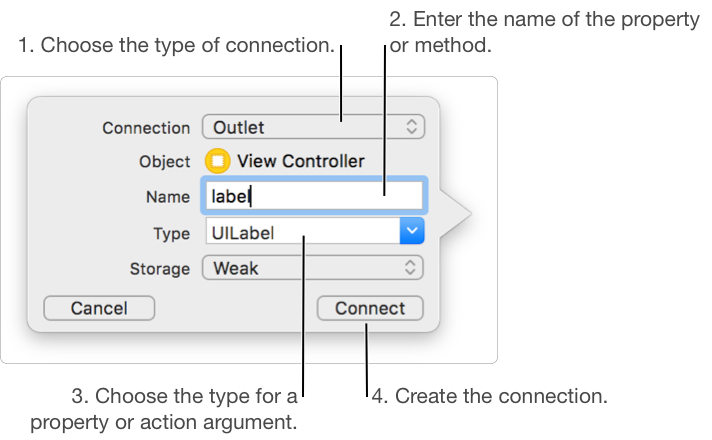 2. Enter the name of the property
or method.
1. Choose the type of connection.
Connection Outlet
Object View Controller
Name label
Type UILabel
Storage Weak
Cancel Connect
3. Choose the type for a
property or action argument.
4. Create the connection.